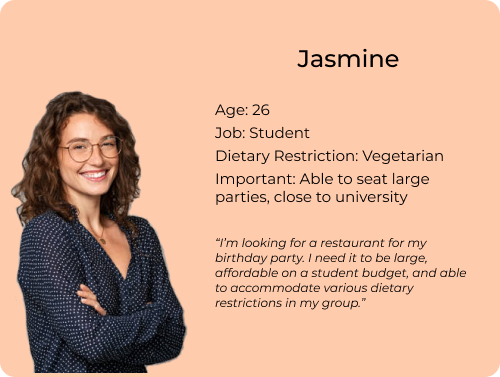 Jasmine
Age: 26
Job: Student
Dietary Restriction: Vegetarian
Important: Able to seat large
parties, close to university
“I’m looking for a restaurant for my
birthday party. I need it to be large,
affordable on a student budget, and able
to accommodate various dietary
restrictions in my group.”